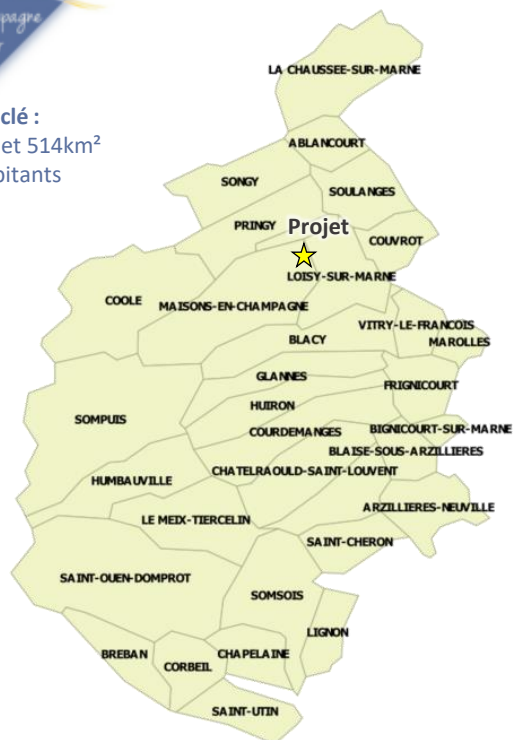 clé :
et 514km²
LA CHAUSSEE-SUR-MARNE
ABLANCOURT
SONGY
SOULANGES
PRINGY
Projet
COUVROT
LOISY-SUR-MARNE
COOLE
MAISONS-EN-CHAMPAGNE
VITRY-LE-FRANCOIS
BLACY
MAROLLES
GLANNES
FRIGNICOURT
HUIRON
SOMPUIS
COURDEMANGES
BIGNICOURT-SUR-MARNE
BLAISE-SOUS-ARZILLIERES
CHATELRAOULD-SAINT-LOUVENT
HUMBAUVILLE
ARZILLIERES-NEUVILLE
LE MEIX-TIERCELIN
SAINT-CHERON
SAINT-OUEN-DOMPROT
SOMSOIS
LIGNON
BREBAN
CHAPELAINE
CORBEIL
SAINT-UTIN